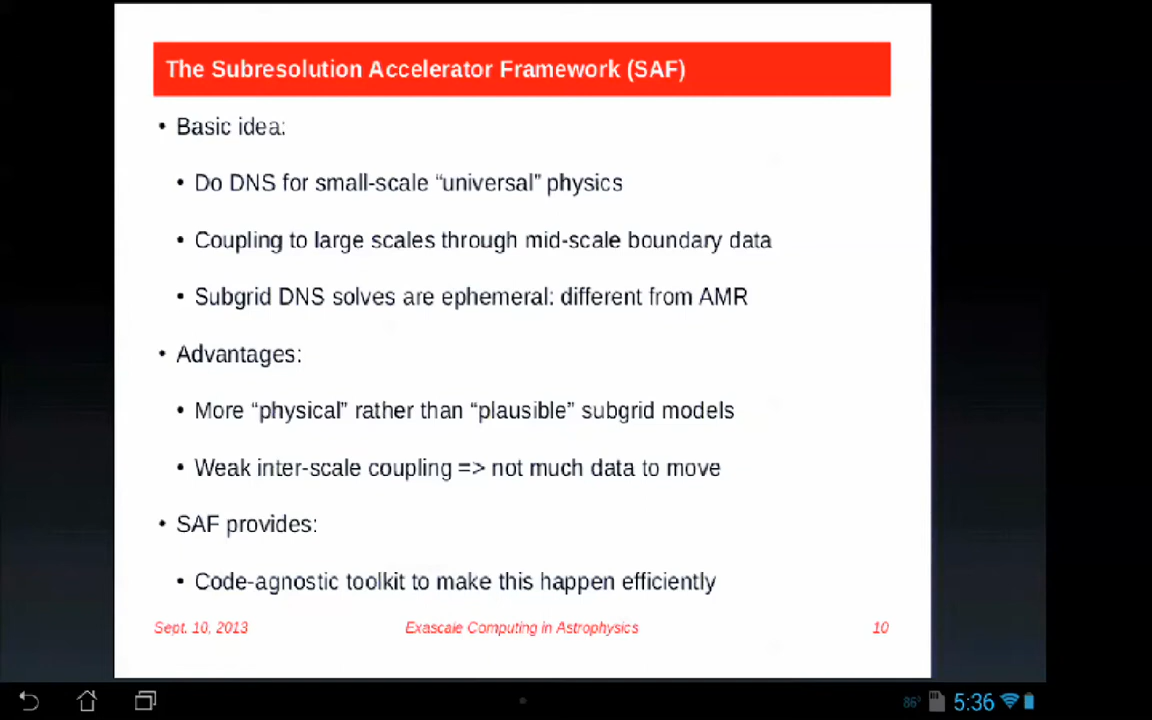 The Subresolution Accelerator Framework (SAF)
• Basic idea:
• Do DNS for small-scale “universal” physics
• Coupling to large scales through mid-scale boundary data
• Subgrid DNS solves are ephemeral: different from AMR
• Advantages:
• More “physical” rather than “plausible” subgrid models
• Weak inter-scale coupling => not much data to move
• SAF provides:
• Code-agnostic toolkit to make this happen efficiently
Sept. 10, 2013 Exascale Computing in Astrophysics 10
86° 5:36